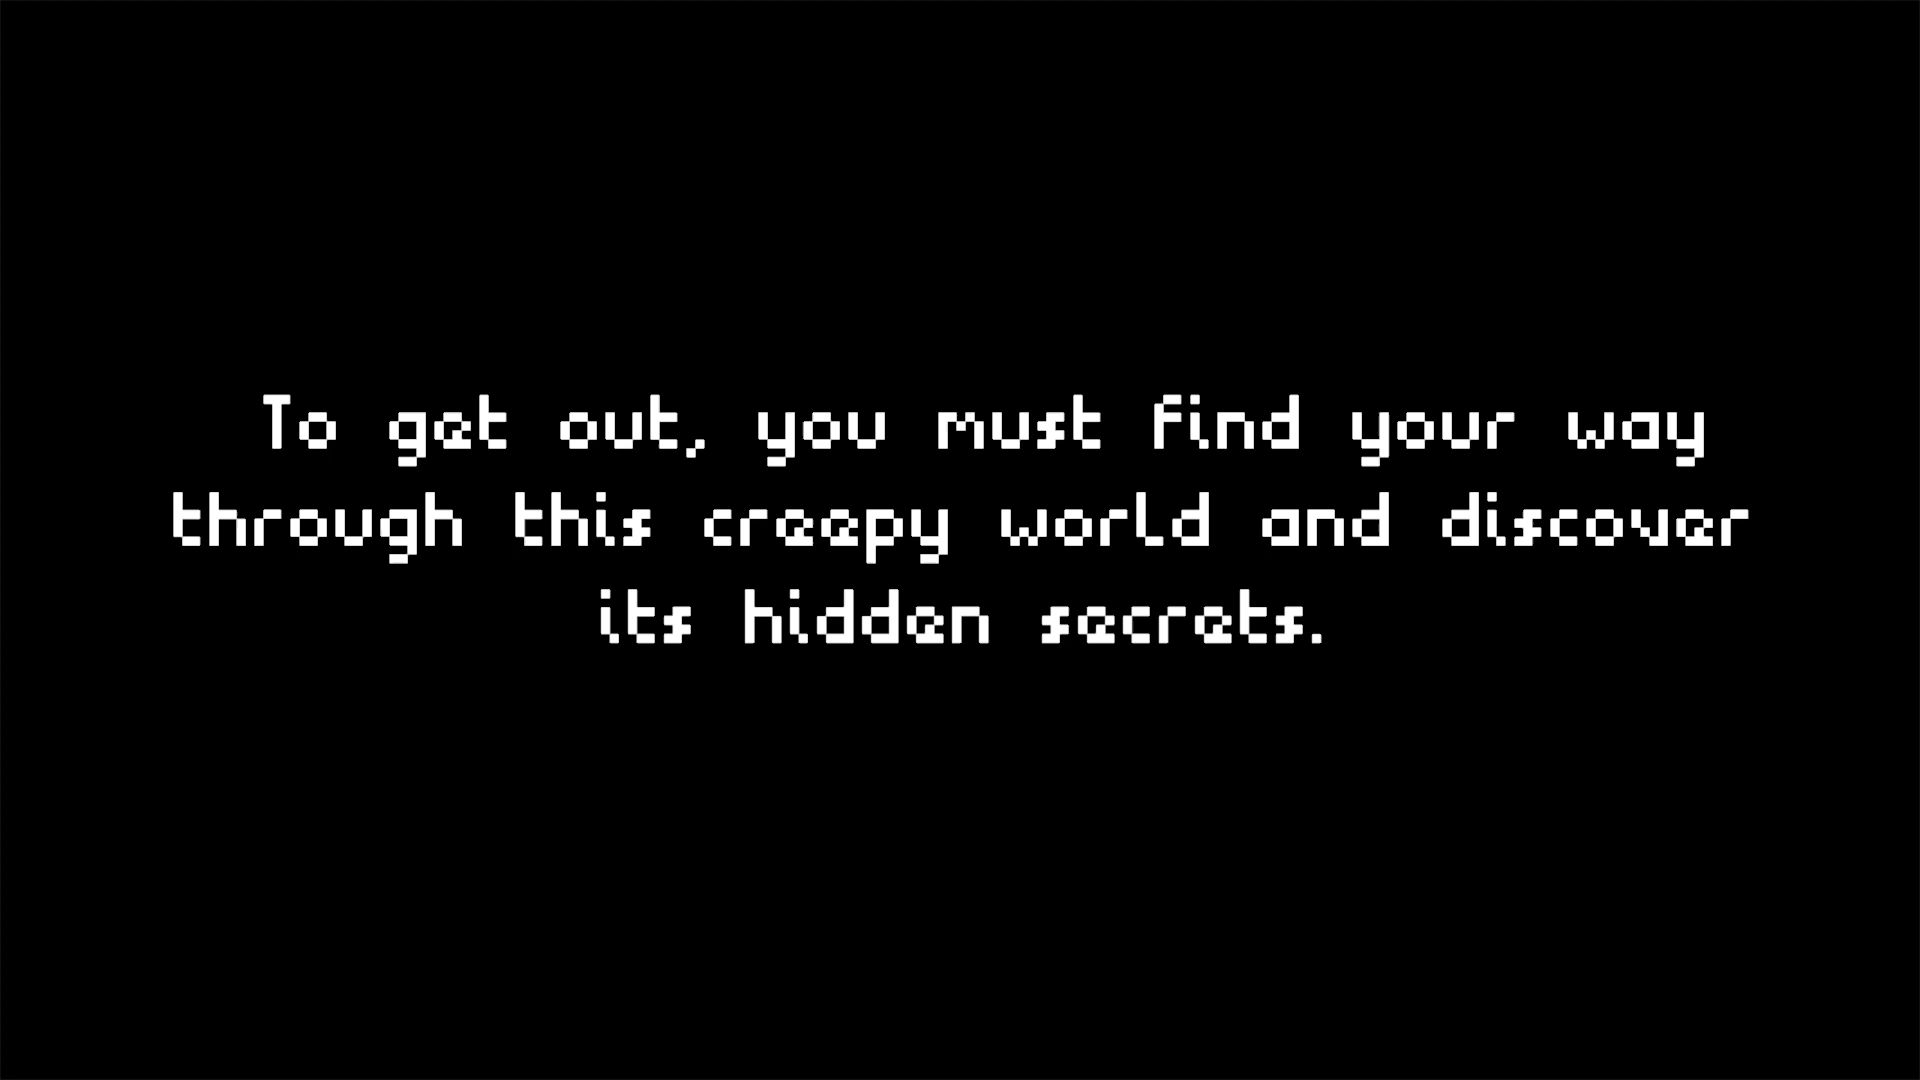 To get out, you must find your way
through this creepy world and discover
its hidden secrets.